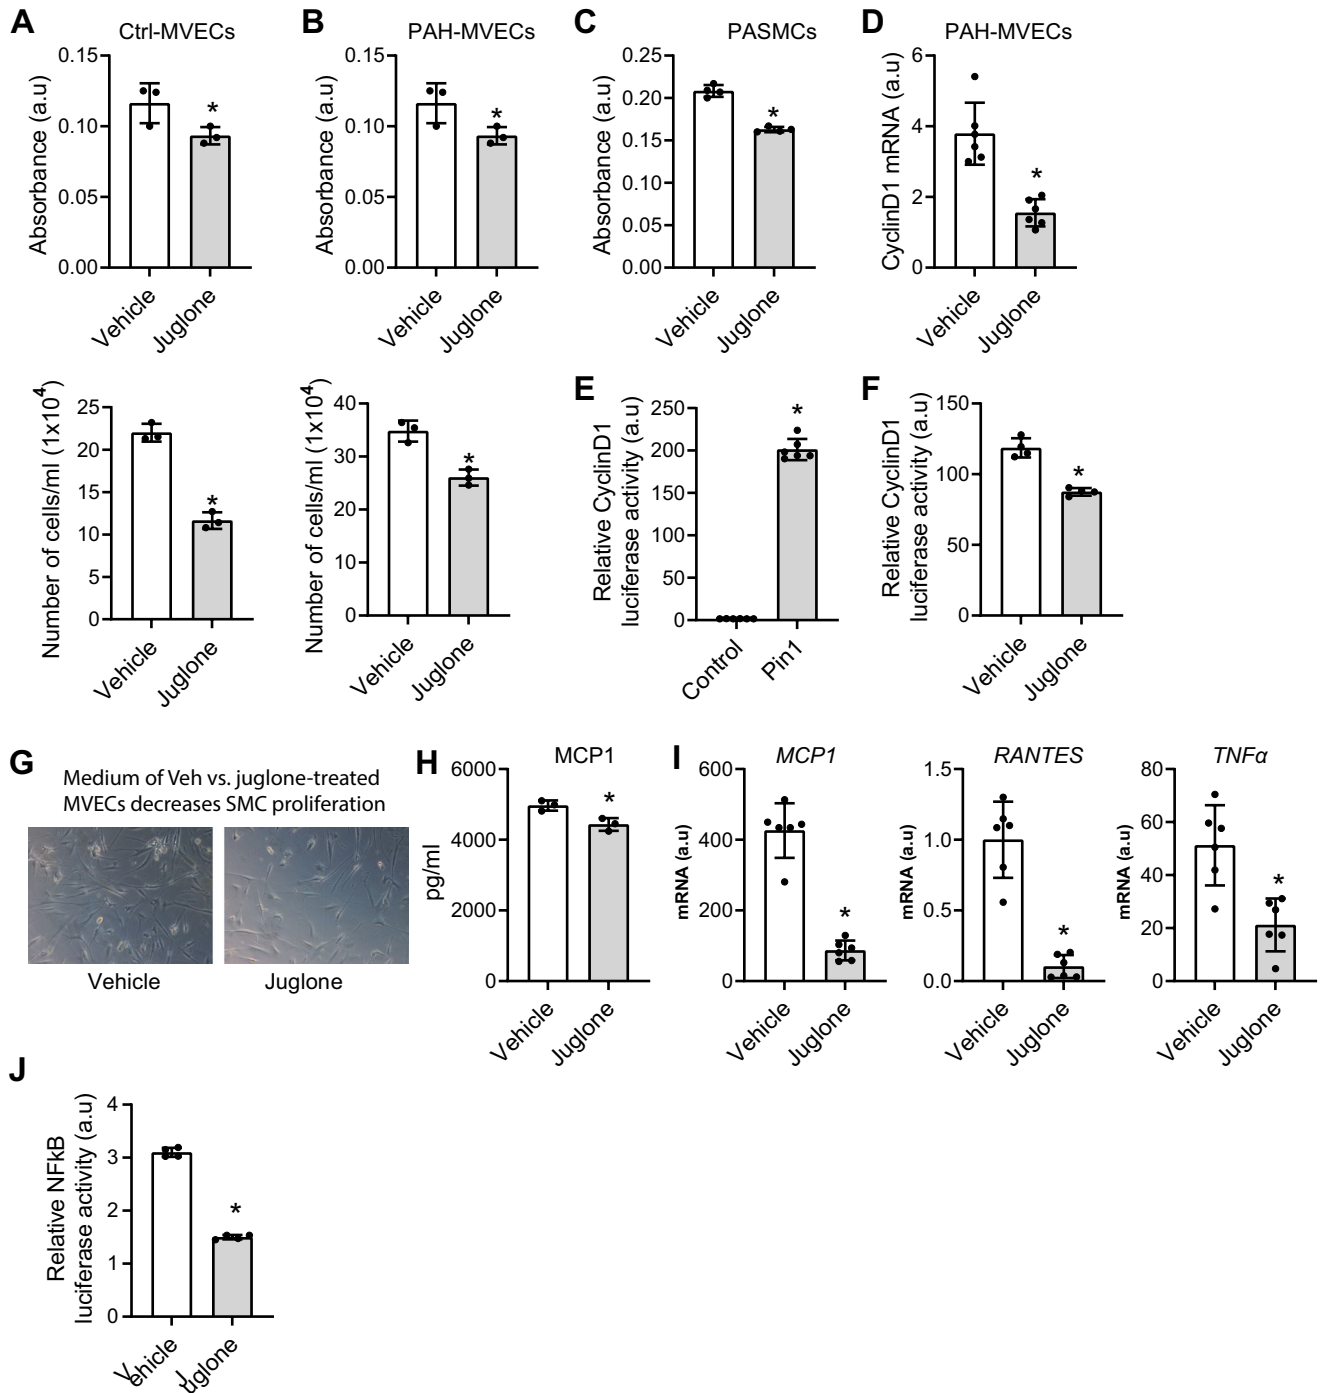 A
Ctrl-MVECs
Absorbance (a.u)
0.15
0.10
0.05
0.00
*
Vehicle
Juglone
Number of cells/ml (1x10⁴)
25
20
15
10
5
0
*
Vehicle
Juglone
B
PAH-MVECs
Absorbance (a.u)
0.15
0.10
0.05
0.00
*
Vehicle
Juglone
Number of cells/ml (1x10⁴)
40
30
20
10
0
*
Vehicle
Juglone
C
PASMCs
Absorbance (a.u)
0.25
0.20
0.15
0.10
0.05
0.00
*
Vehicle
Juglone
D
PAH-MVECs
CyclinD1 mRNA (a.u)
6
4
2
0
*
Vehicle
Juglone
E
Relative CyclinD1
luciferase activity (a.u)
250
200
150
100
50
0
*
Control
Pin1
F
Relative CyclinD1
luciferase activity (a.u)
150
100
50
0
*
Vehicle
Juglone
G
Medium of Veh vs. juglone-treated
MVECs decreases SMC proliferation
Vehicle
Juglone
H
MCP1
pg/ml
6000
4000
2000
0
*
Vehicle
Juglone
I
MCP1
mRNA (a.u)
600
400
200
0
*
Vehicle
Juglone
RANTES
mRNA (a.u)
1.5
1.0
0.5
0.0
*
Vehicle
Juglone
TNFα
mRNA (a.u)
80
60
40
20
0
*
Vehicle
Juglone
J
Relative NFkB
luciferase activity (a.u)
4
3
2
1
0
*
Vehicle
Juglone